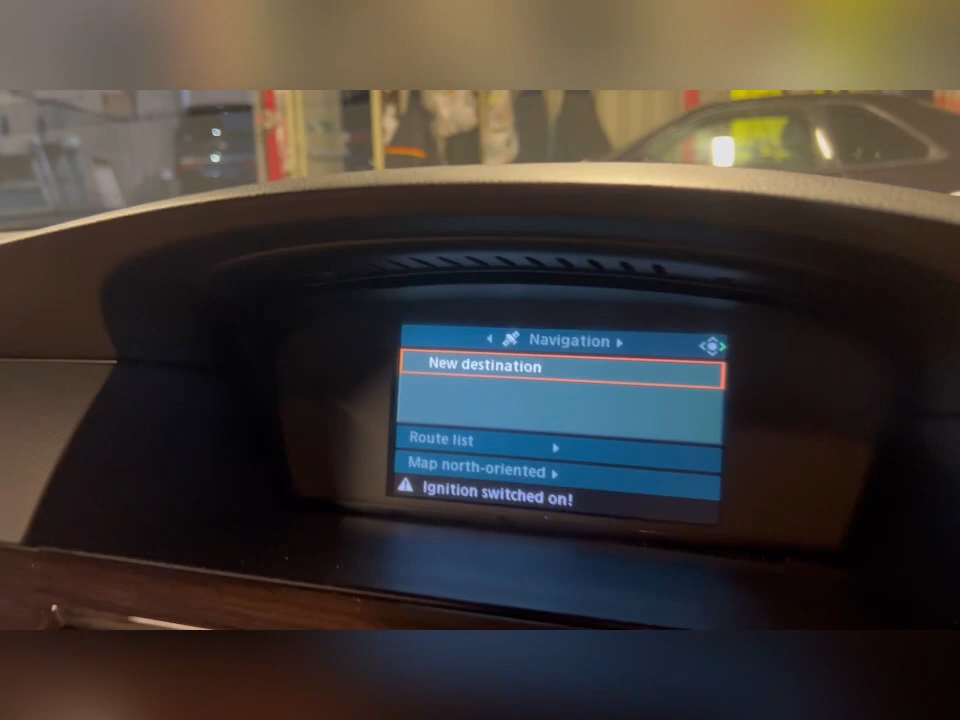 Navigation
New destination
Route list
Map north-oriented
Ignition switched on!